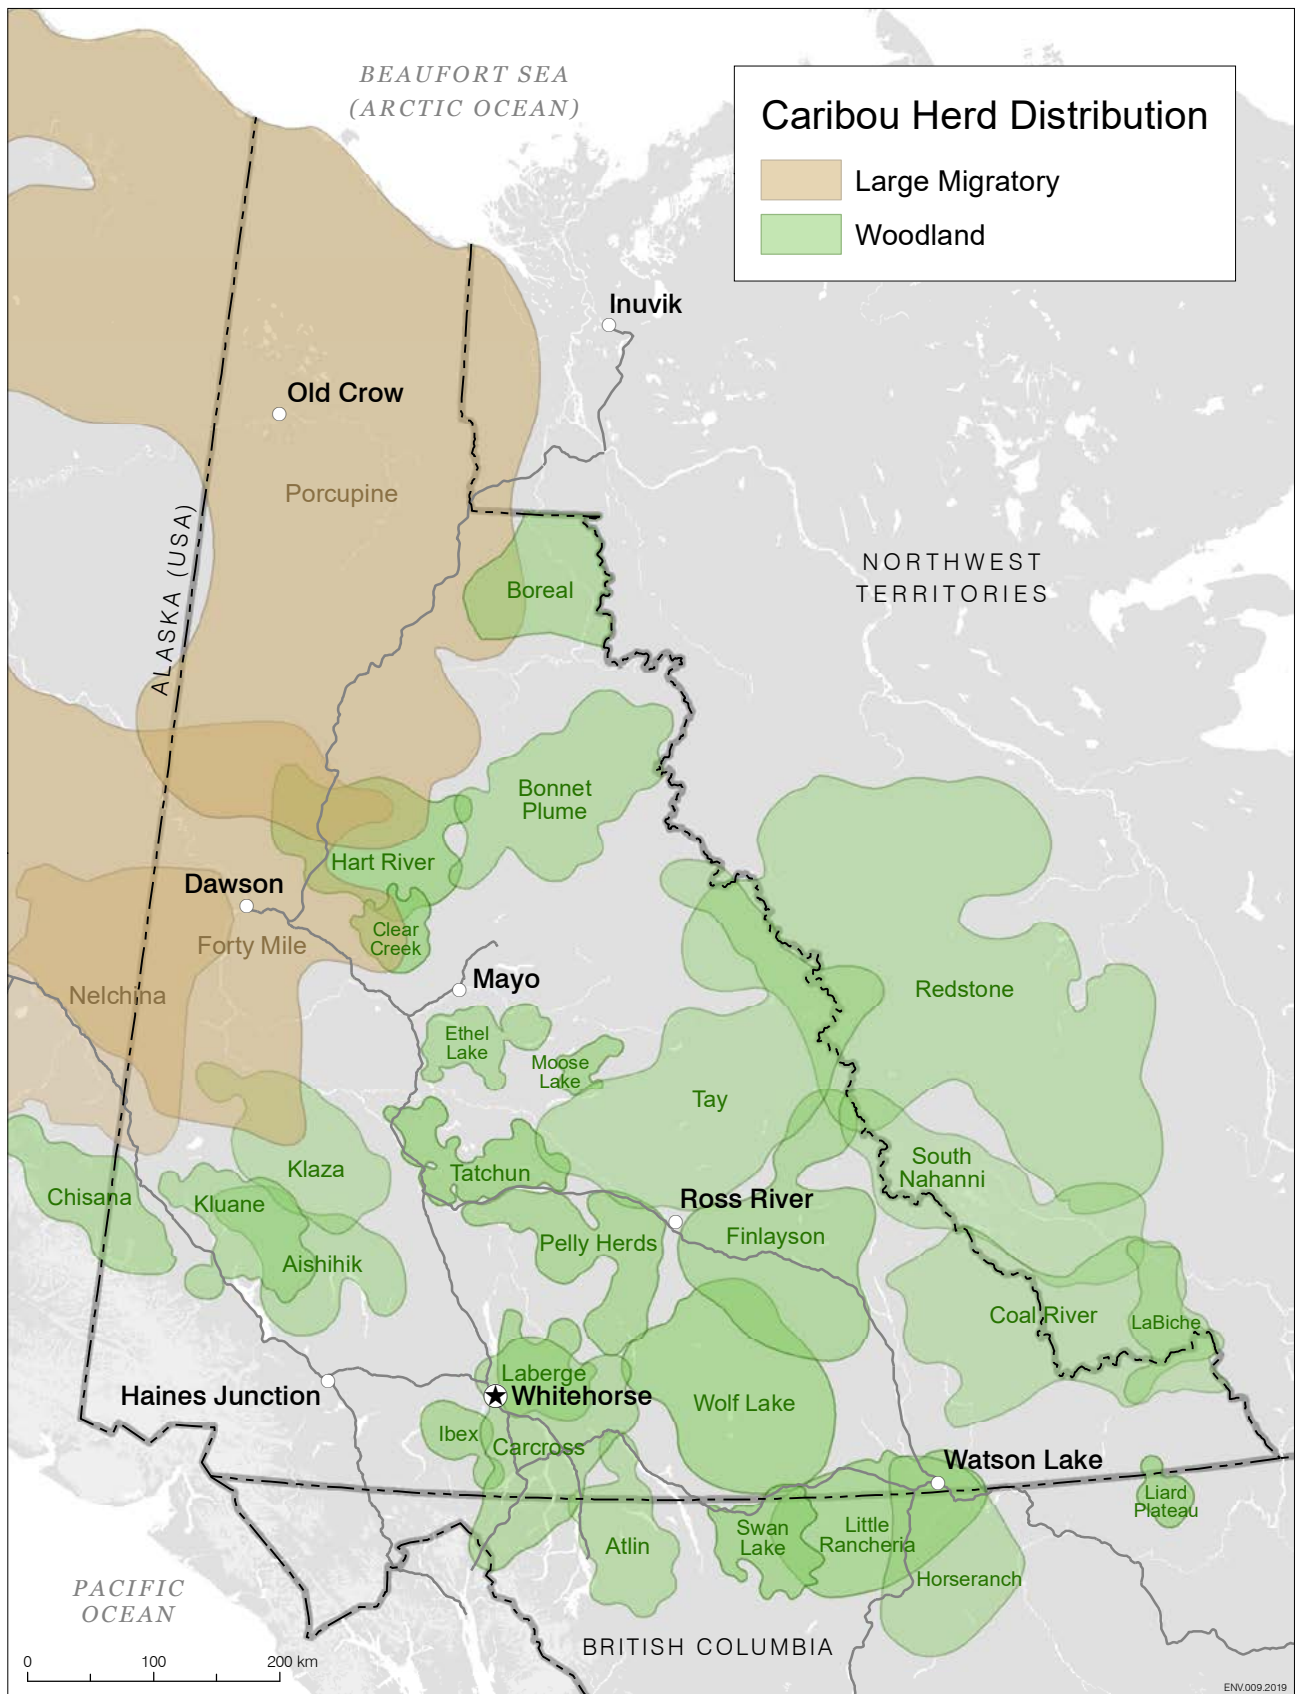 BEAUFORT SEA
(ARCTIC OCEAN)
Caribou Herd Distribution
Large Migratory
Woodland
Inuvik
Old Crow
Porcupine
ALASKA (USA)
NORTHWEST
TERRITORIES
Boreal
Bonnet
Plume
Hart River
Dawson
Clear
Creek
Forty Mile
Mayo
Nelchina
Redstone
Ethel
Lake
Moose
Lake
Tay
Klaza
Tatchun
South
Nahanni
Chisana
Kluane
Ross River
Finlayson
Pelly Herds
Aishihik
Coal River
LaBiche
Laberge
Haines Junction
Whitehorse
Wolf Lake
Ibex
Carcross
Watson Lake
Liard
Plateau
Swan
Lake
Little
Rancheria
Atlin
Horseranch
PACIFIC
OCEAN
BRITISH COLUMBIA
0 100 200 km
ENV.009.2019